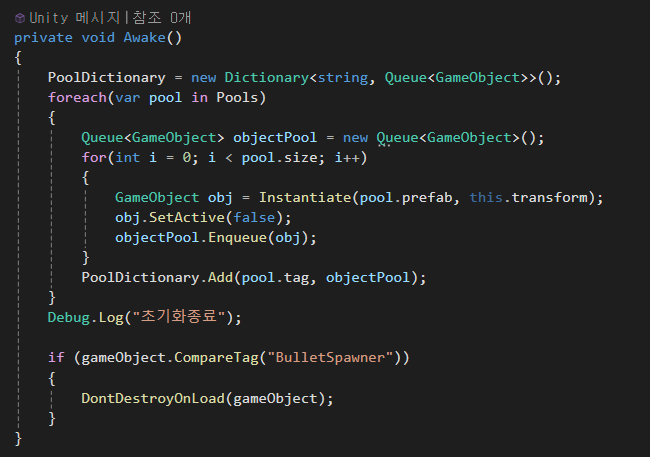 Unity 메시지|참조 0개
private void Awake()
{
PoolDictionary = new Dictionary<string, Queue<GameObject>>();
foreach(var pool in Pools)
{
Queue<GameObject> objectPool = new Queue<GameObject>();
for(int i = 0; i < pool.size; i++)
{
GameObject obj = Instantiate(pool.prefab, this.transform);
obj.SetActive(false);
objectPool.Enqueue(obj);
}
PoolDictionary.Add(pool.tag, objectPool);
}
Debug.Log("초기화종료");
if (gameObject.CompareTag("BulletSpawner"))
{
DontDestroyOnLoad(gameObject);
}
}